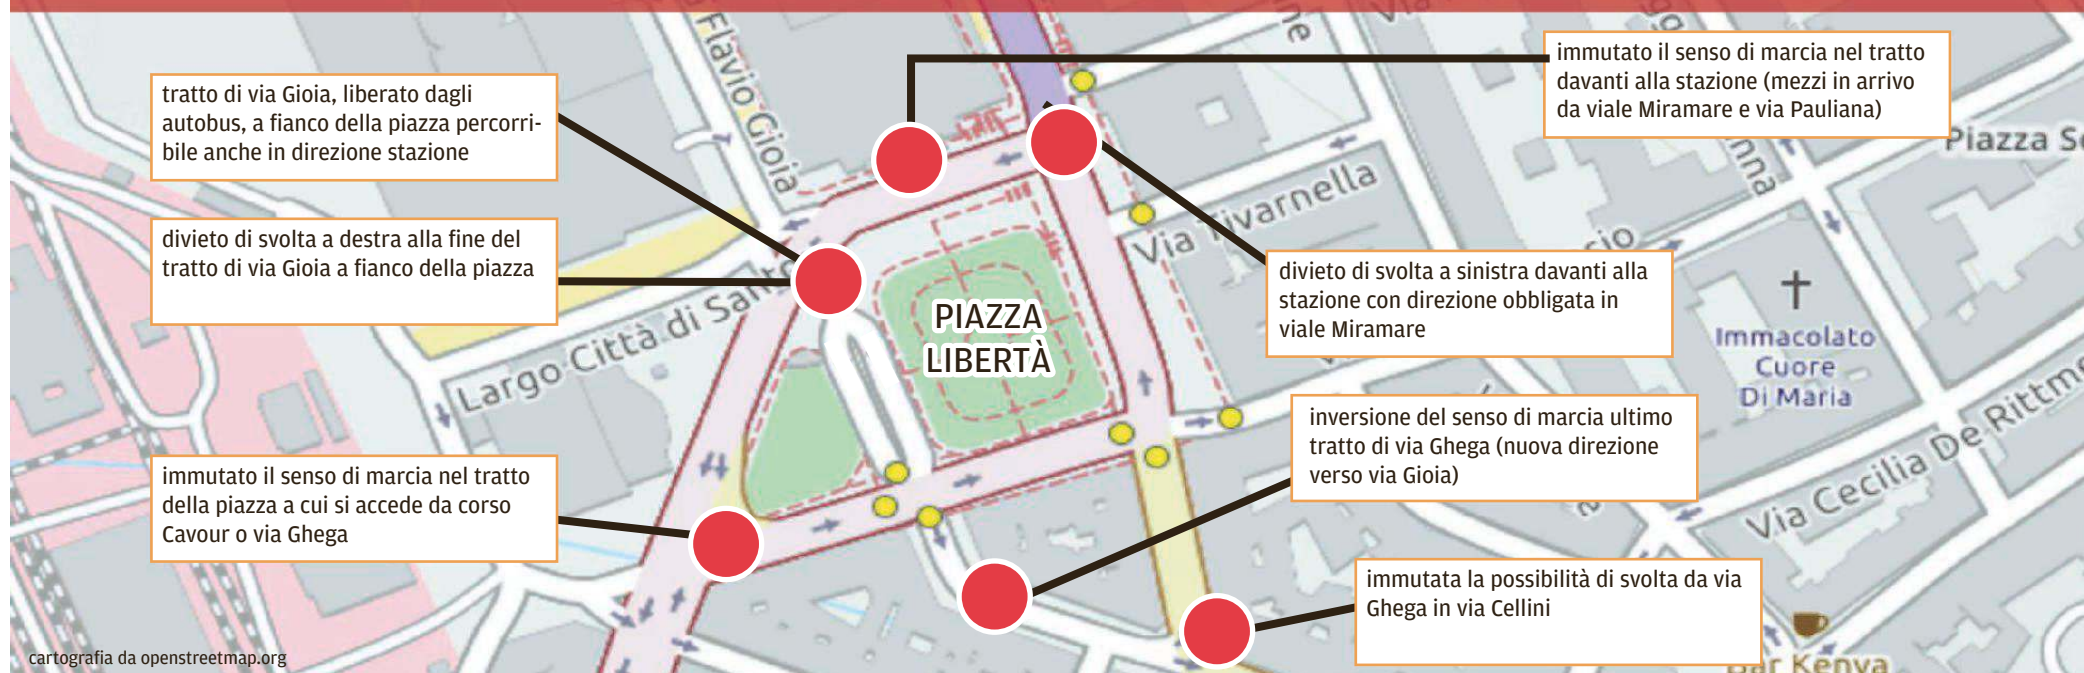 tratto di via Gioia, liberato dagli
autobus, a fianco della piazza percorri-
bile anche in direzione stazione
divieto di svolta a destra alla fine del
tratto di via Gioia a fianco della piazza
immutato il senso di marcia nel tratto
della piazza a cui si accede da corso
Cavour o via Ghega
cartografia da openstreetmap.org
Flavio Gioia
Largo Città di Santo
PIAZZA
LIBERTÀ
Via Tivarnella
immutato il senso di marcia nel tratto
davanti alla stazione (mezzi in arrivo
da viale Miramare e via Pauliana)
divieto di svolta a sinistra davanti alla
stazione con direzione obbligata in
viale Miramare
inversione del senso di marcia ultimo
tratto di via Ghega (nuova direzione
verso via Gioia)
immutata la possibilità di svolta da via
Ghega in via Cellini
Piazza
Immacolato
Cuore
Di Maria
Via Cecilia De Rittme
Bar Kenya